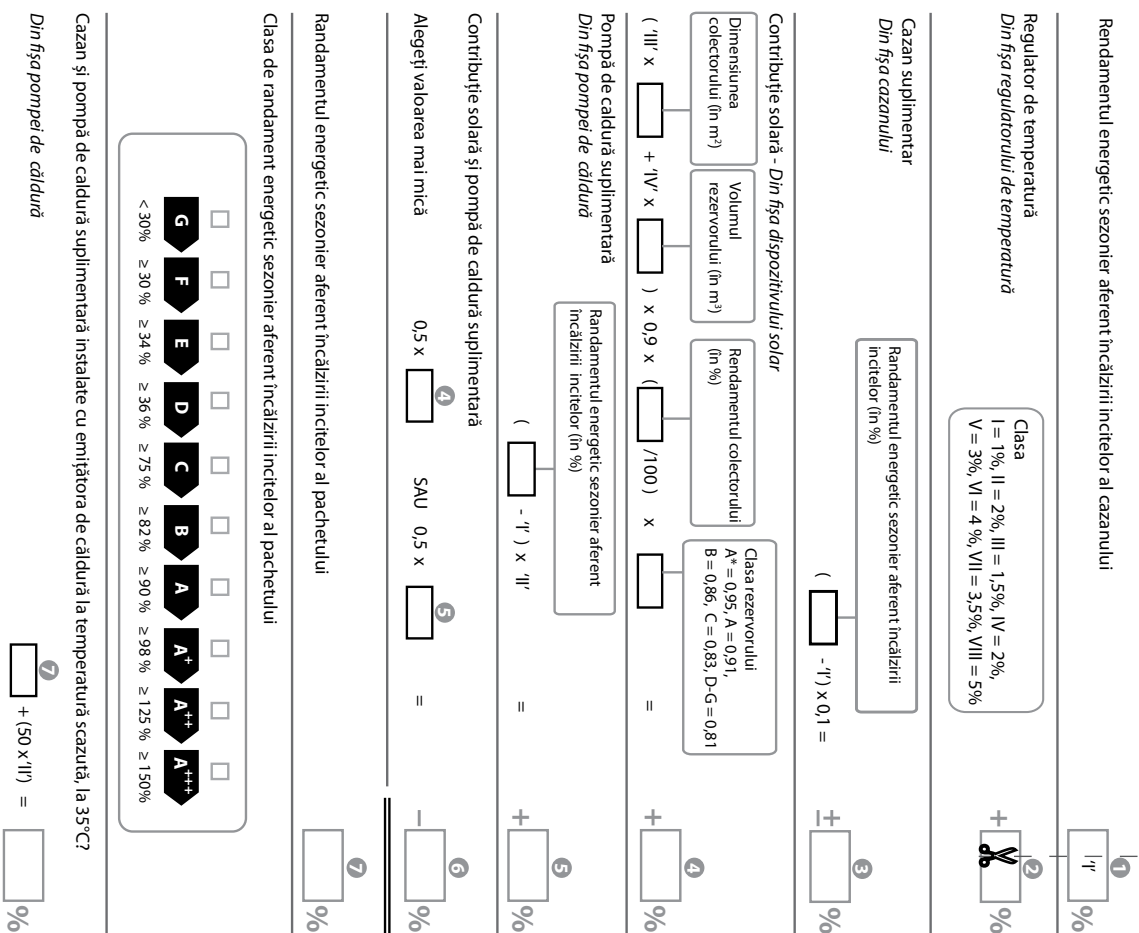 Rendamentul energetic sezonier aferent încălzirii incitelor al cazanului
1
'I'
%
Regulator de temperatură
Din fișa regulatorului de temperatură
Clasa
I = 1%, II = 2%, III = 1,5%, IV = 2%,
V = 3%, VI = 4 %, VII = 3,5%, VIII = 5%
2
+
%
Cazan suplimentar
Din fișa cazanului
Randamentul energetic sezonier aferent încălzirii
incitelor (în %)
( - 'I') x 0,1 =
3
±
%
Contribuție solară - Din fișa dispozitivului solar
Dimensiunea
colectorului (în m²)
Volumul
rezervorului (în m³)
Rendamentul colectorului
(în %)
Clasa rezervorului
A* = 0,95, A = 0,91,
B = 0,86, C = 0,83, D-G = 0,81
( 'III' x + 'IV' x ) x 0,9 x ( /100 ) x =
4
+
%
Pompă de caldură suplimentară
Din fișa pompei de căldură
Randamentul energetic sezonier aferent
încălzirii incitelor (în %)
( - 'I' ) x 'II' =
5
+
%
Contribuție solară și pompă de caldură suplimentară
Alegeți valoarea mai mică
4
5
0,5 x SAU 0,5 x =
6
–
%
Randamentul energetic sezonier aferent încălzirii incitelor al pachetului
7
%
Clasa de randament energetic sezonier aferent încălzirii incitelor al pachetului
G F E D C B A A⁺ A⁺⁺ A⁺⁺⁺
< 30% ≥ 30 % ≥ 34 % ≥ 36 % ≥ 75 % ≥ 82% ≥ 90 % ≥ 98 % ≥ 125 % ≥ 150%
Cazan și pompă de caldură suplimentară instalate cu emițătora de căldură la temperatură scazută, la 35°C?
Din fișa pompei de căldură
7
+ (50 x 'II') =
%